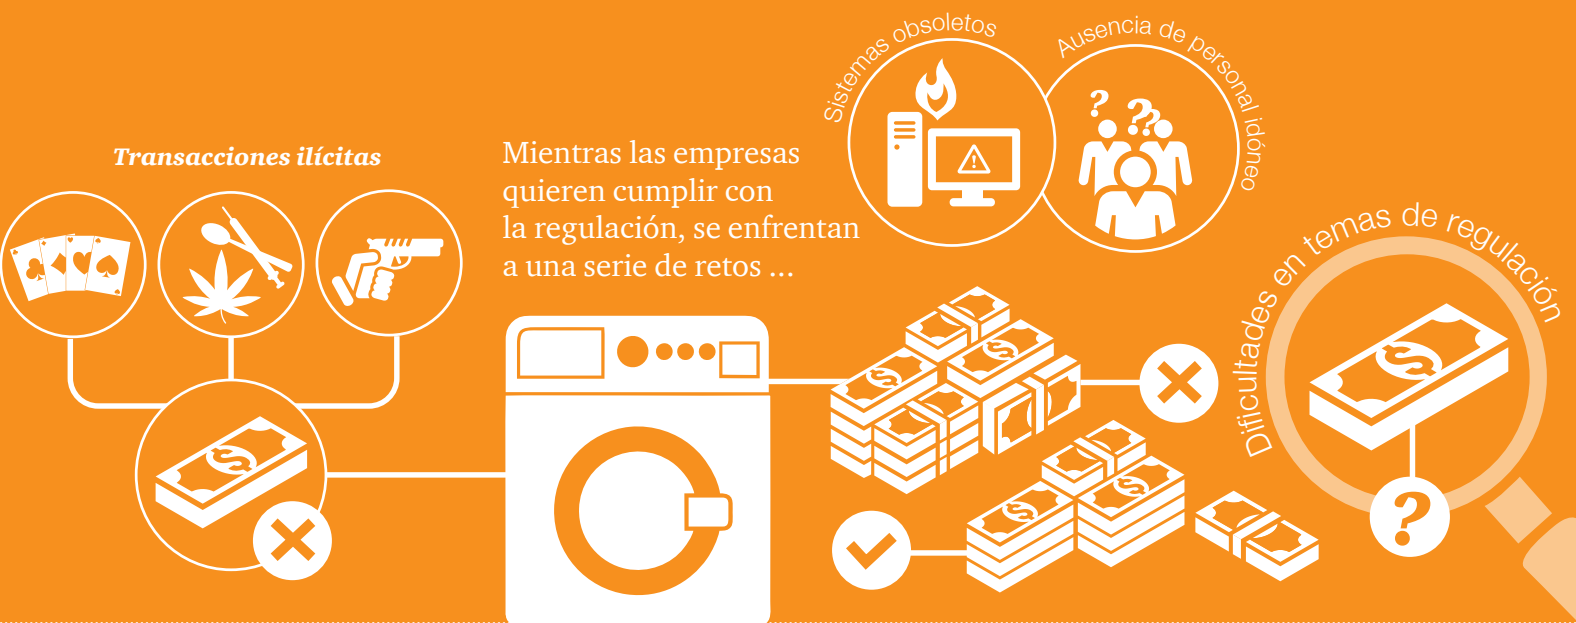 Sistemas obsoletos
Ausencia de personal idóneo
Transacciones ilícitas
Mientras las empresas
quieren cumplir con
la regulación, se enfrentan
a una serie de retos ...
Dificultades en temas de regulación